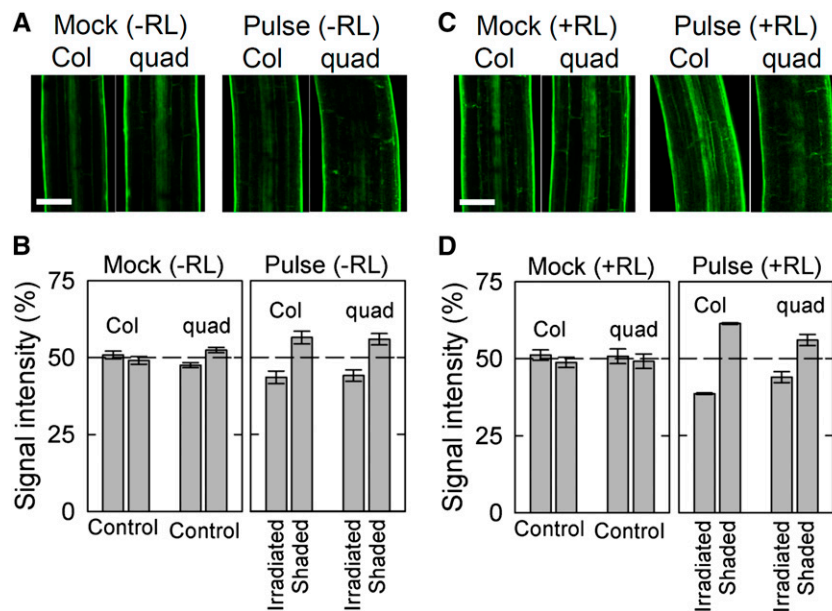 A
Mock (-RL)
Pulse (-RL)
Col
quad
Col
quad
C
Mock (+RL)
Pulse (+RL)
Col
quad
Col
quad
B
Mock (-RL)
Pulse (-RL)
Signal intensity (%)
75
50
25
0
Col
quad
Col
quad
Control
Control
Irradiated
Shaded
Irradiated
Shaded
D
Mock (+RL)
Pulse (+RL)
Signal intensity (%)
75
50
25
0
Col
quad
Col
quad
Control
Control
Irradiated
Shaded
Irradiated
Shaded